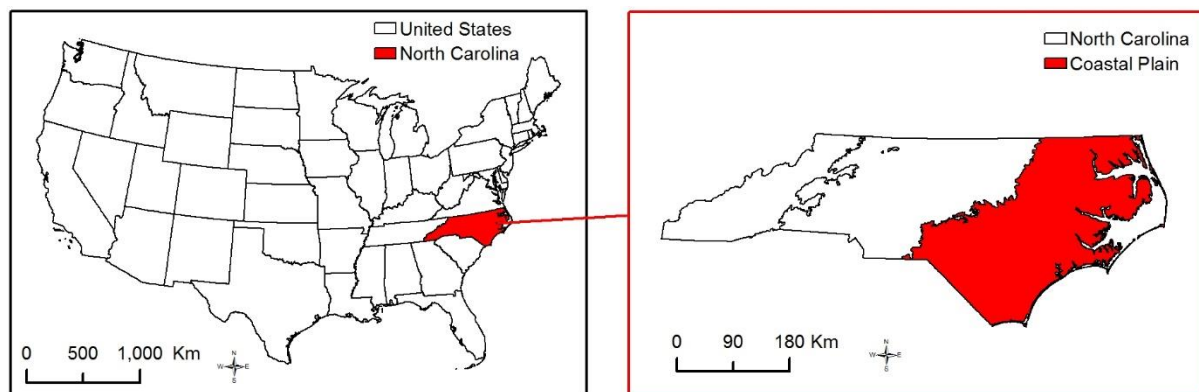 United States
North Carolina
0 500 1,000 Km
N
W E
S
North Carolina
Coastal Plain
0 90 180 Km
N
W E
S